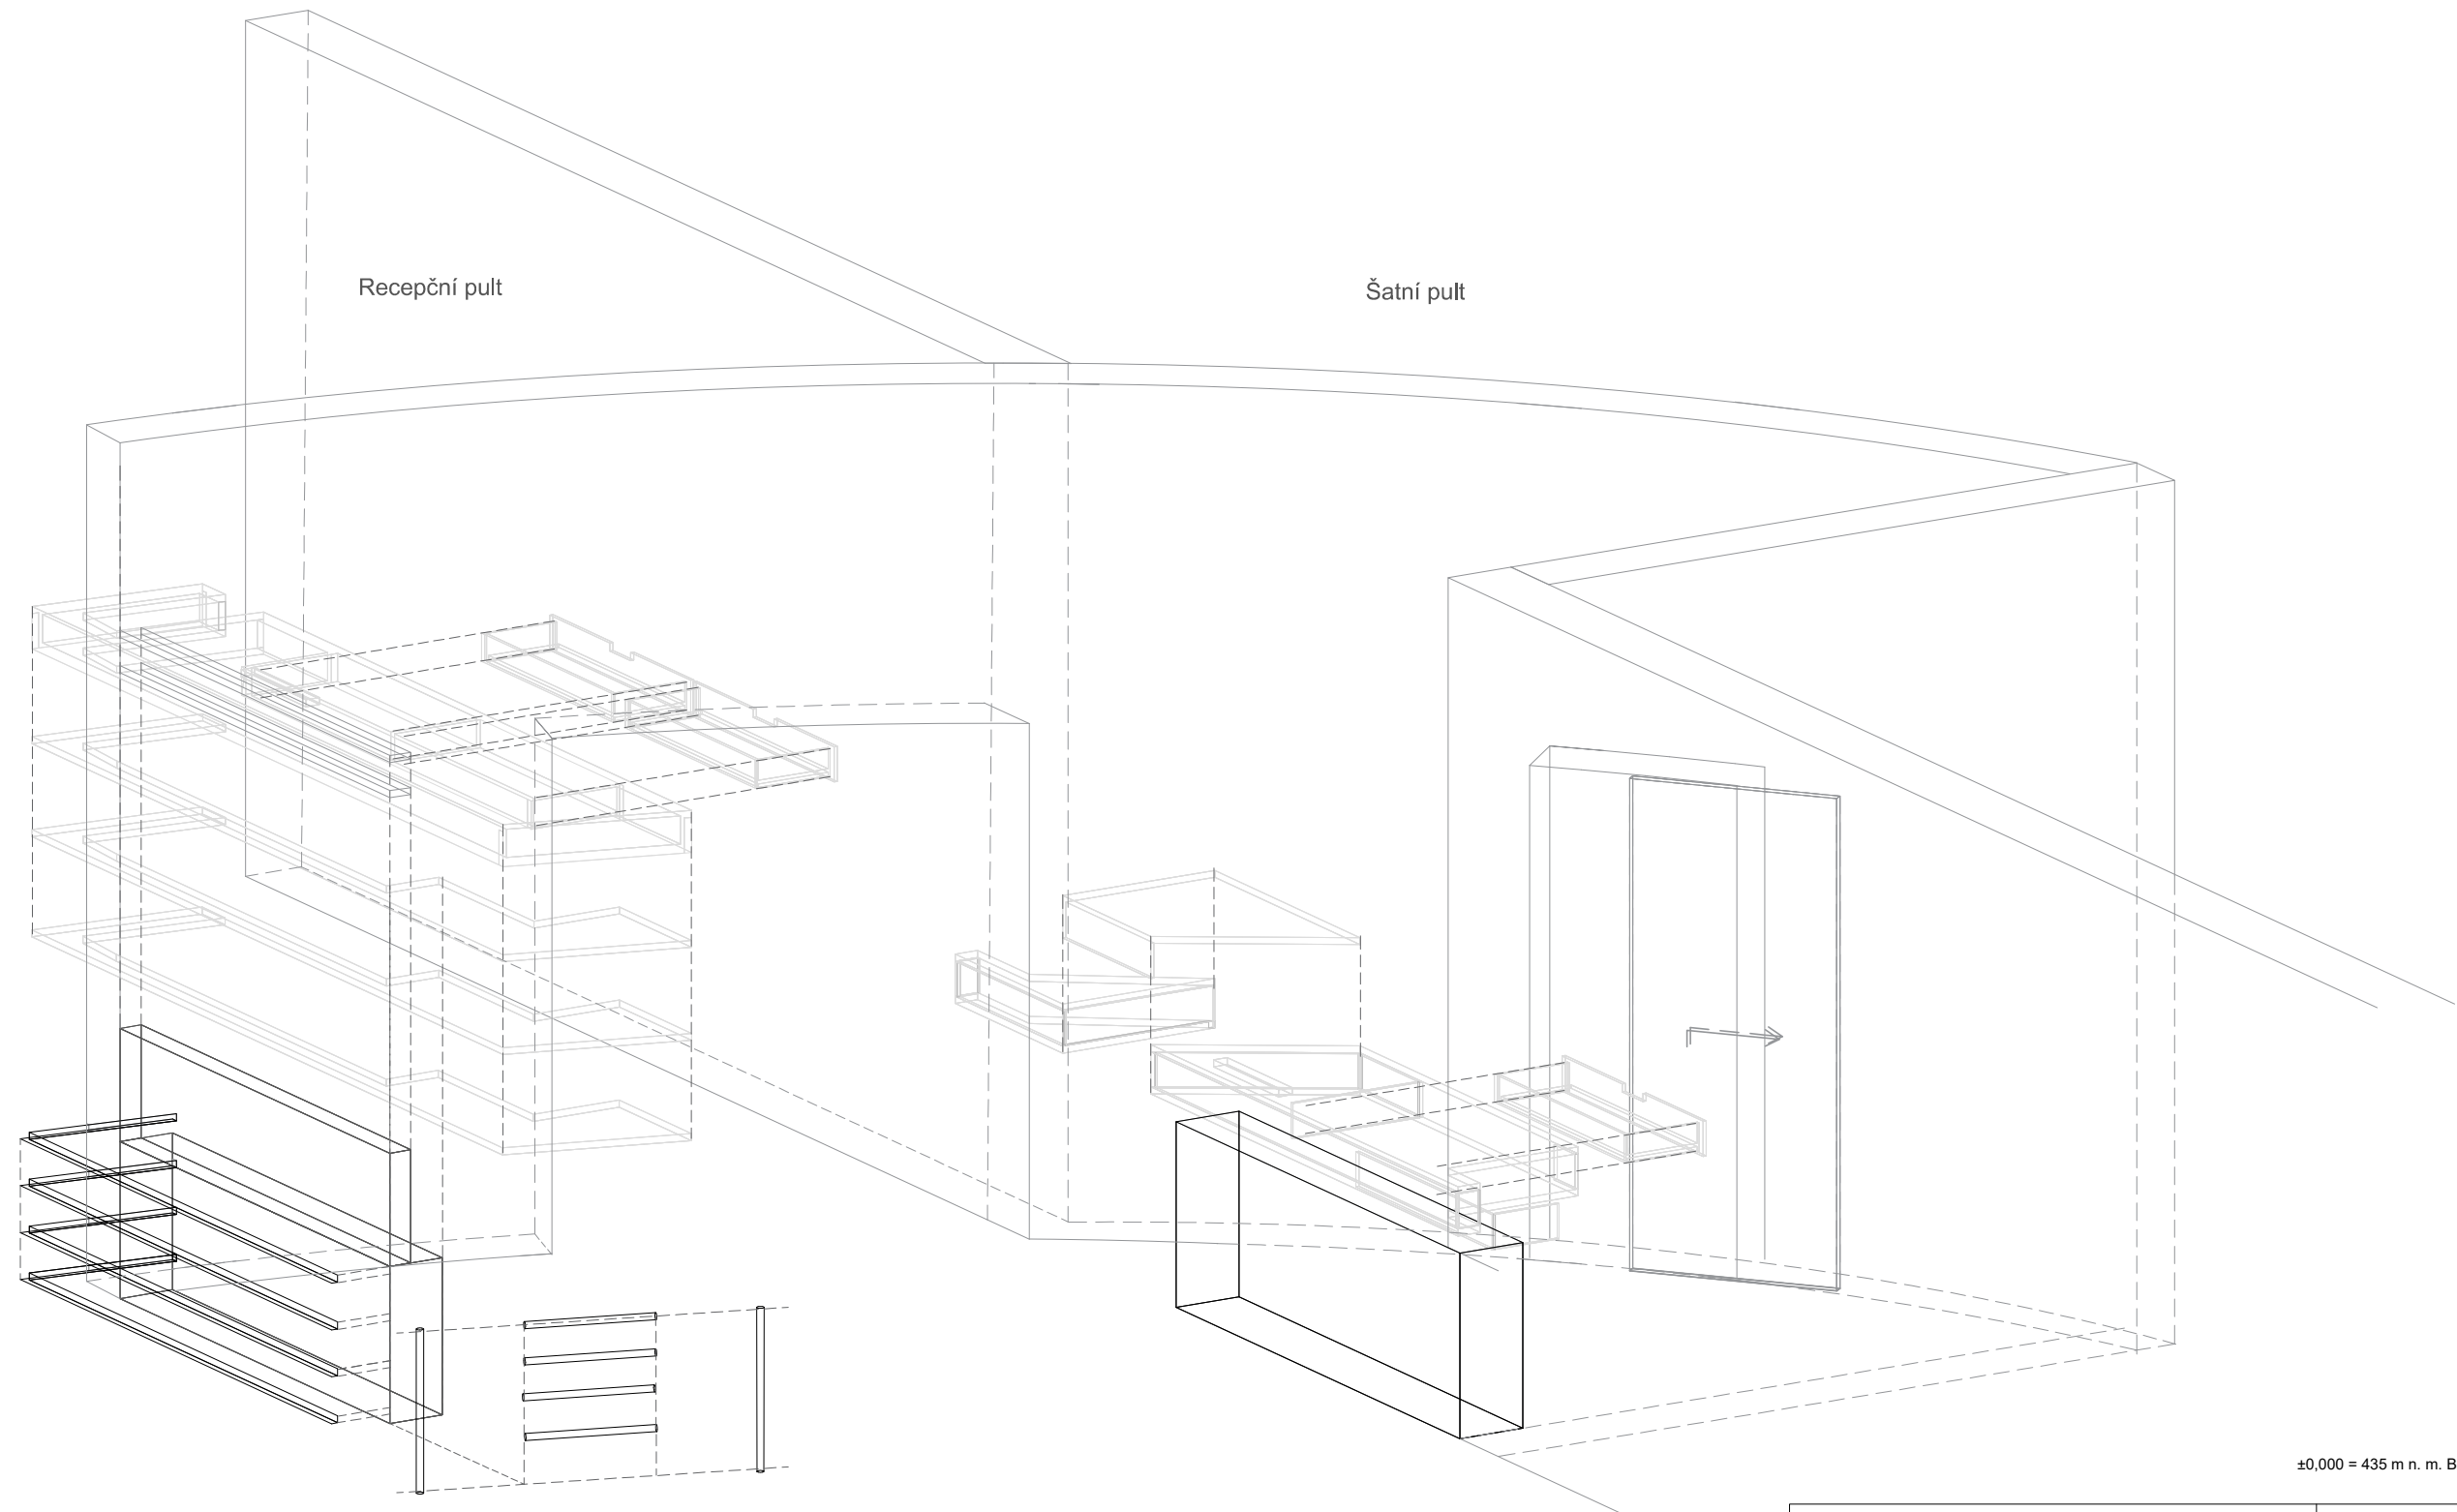 Recepční pult
Šatní pult
±0,000 = 435 m n. m. B